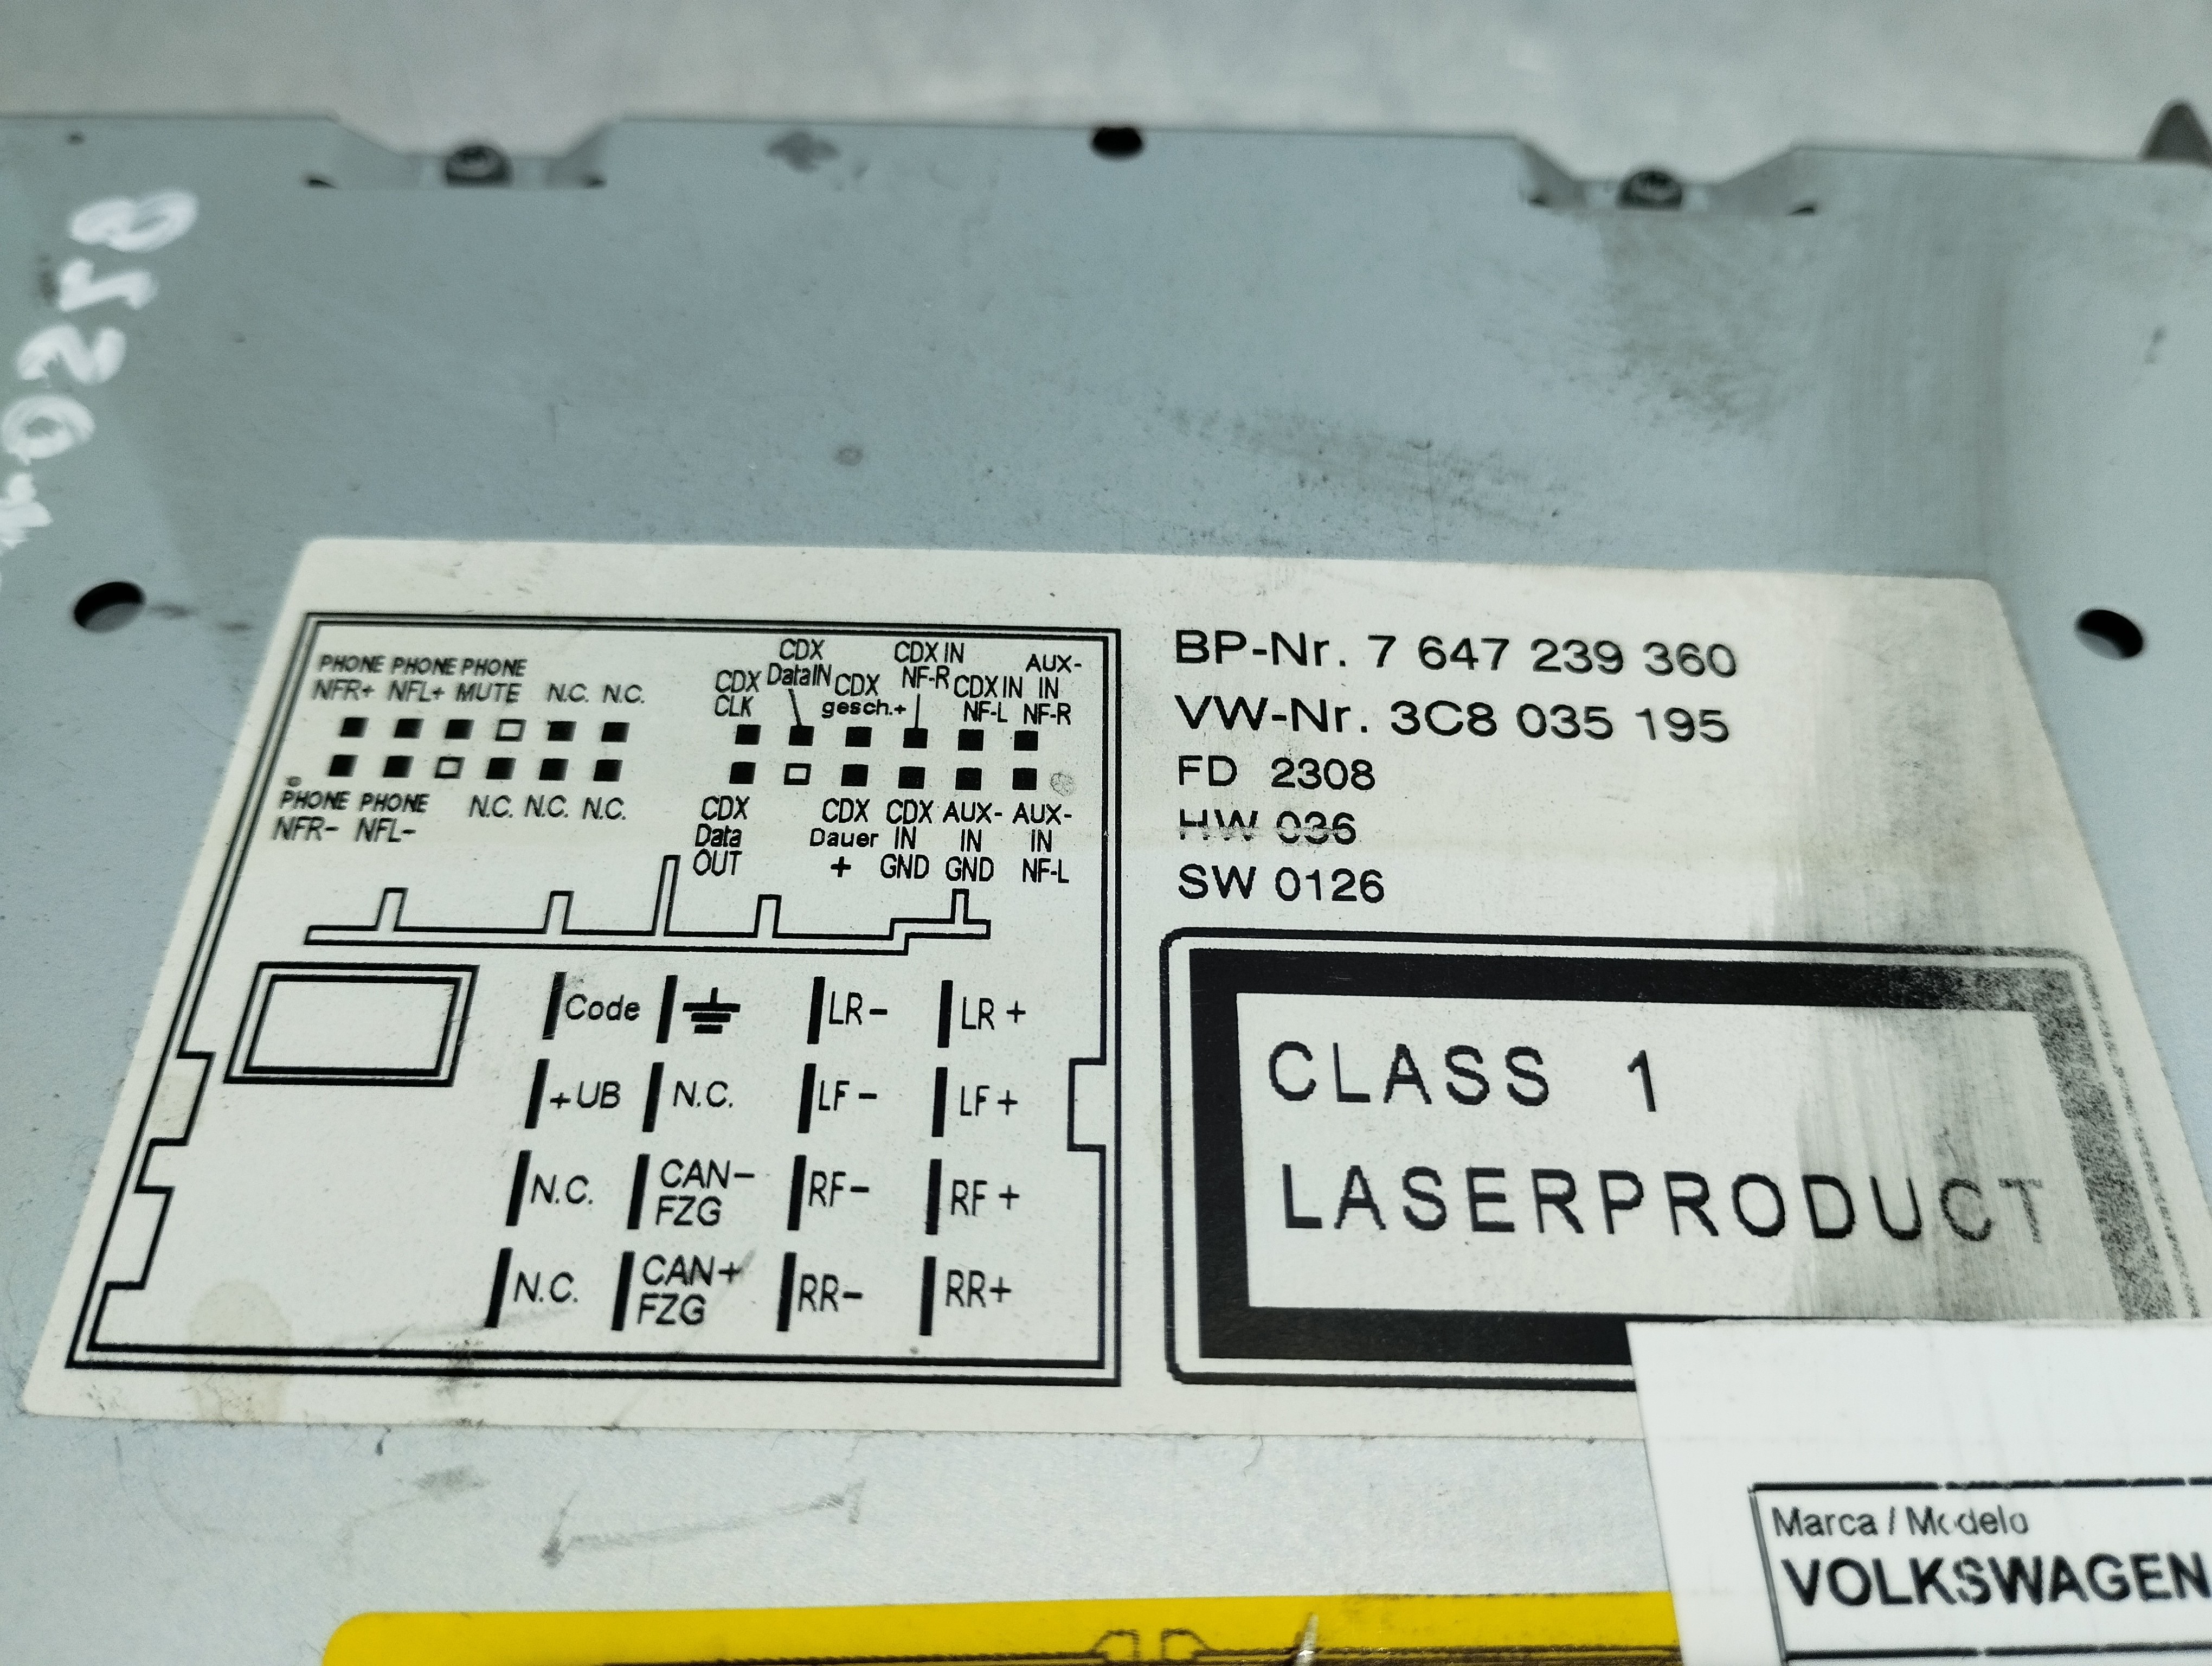 PHONE PHONE PHONE
NFR+ NFL+ MUTE N.C. N.C.
PHONE PHONE
NFR- NFL-
N.C. N.C. N.C.
CDX
CLK
CDX
DataIN
CDX
gesch.+
CDX IN
NF-R
CDX IN
NF-L
AUX-
IN
NF-R
CDX
Data
OUT
CDX
Dauer
+
CDX
IN
GND
AUX-
IN
GND
AUX-
IN
NF-L
Code LR- LR+
+UB N.C. LF- LF+
N.C. CAN-
FZG RF- RF+
N.C. CAN+
FZG RR- RR+
BP-Nr. 7 647 239 360
VW-Nr. 3C8 035 195
FD 2308
HW 036
SW 0126
CLASS 1
LASERPRODUCT
Marca / Modelo
VOLKSWAGEN